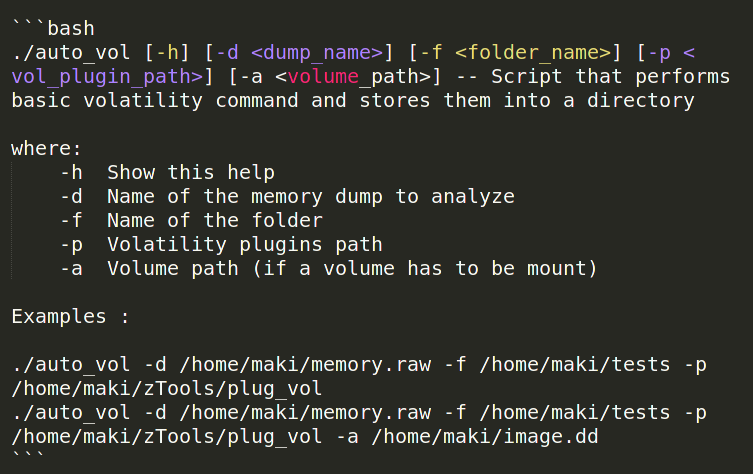 ```bash
./auto_vol [-h] [-d <dump_name>] [-f <folder_name>] [-p <
vol_plugin_path>] [-a <volume_path>] -- Script that performs
basic volatility command and stores them into a directory

where:
    -h  Show this help
    -d  Name of the memory dump to analyze
    -f  Name of the folder
    -p  Volatility plugins path
    -a  Volume path (if a volume has to be mount)

Examples :

./auto_vol -d /home/maki/memory.raw -f /home/maki/tests -p
/home/maki/zTools/plug_vol
./auto_vol -d /home/maki/memory.raw -f /home/maki/tests -p
/home/maki/zTools/plug_vol -a /home/maki/image.dd
```